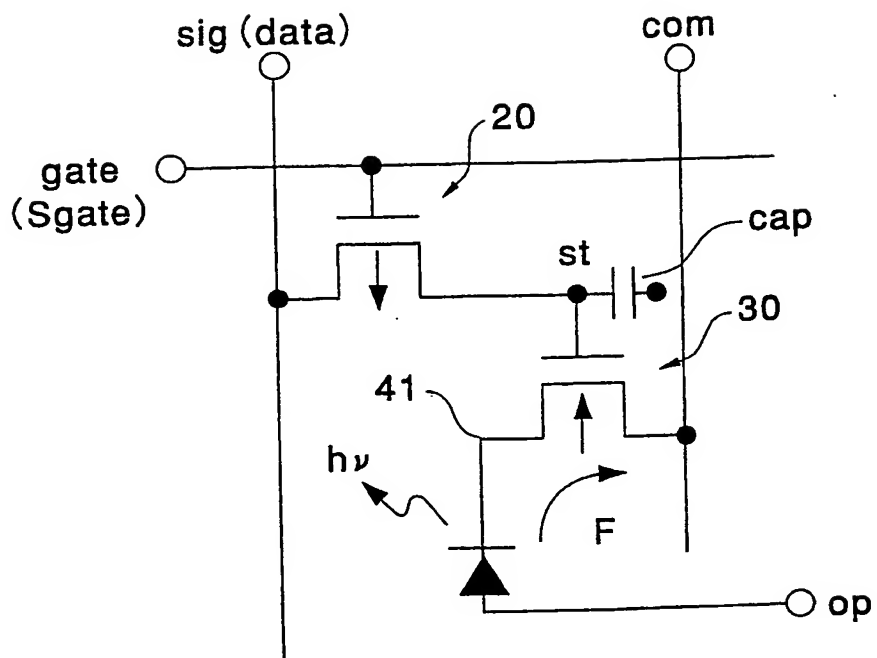 sig (data)
com
20
gate
(Sgate)
cap
st
30
41
hν
F
op